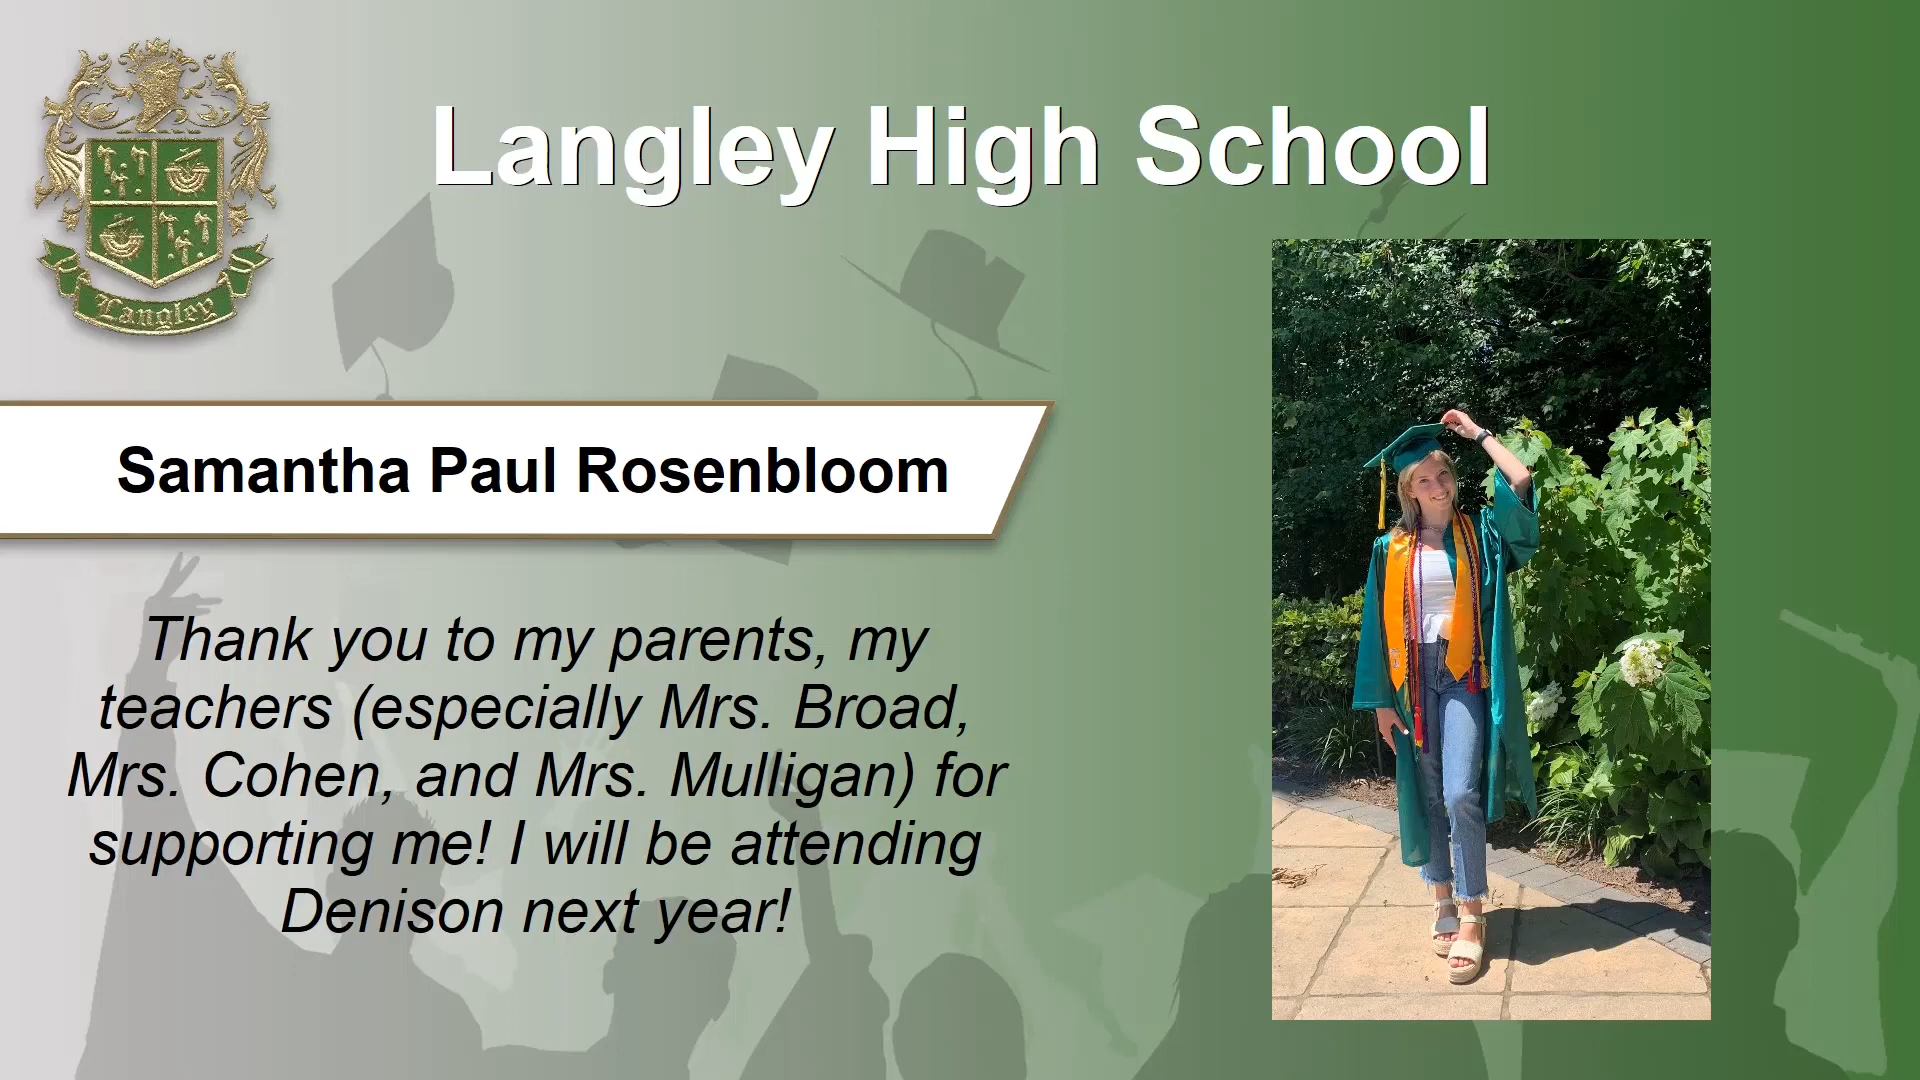 Langley High School
Langley
Samantha Paul Rosenbloom
Thank you to my parents, my
teachers (especially Mrs. Broad,
Mrs. Cohen, and Mrs. Mulligan) for
supporting me! I will be attending
Denison next year!